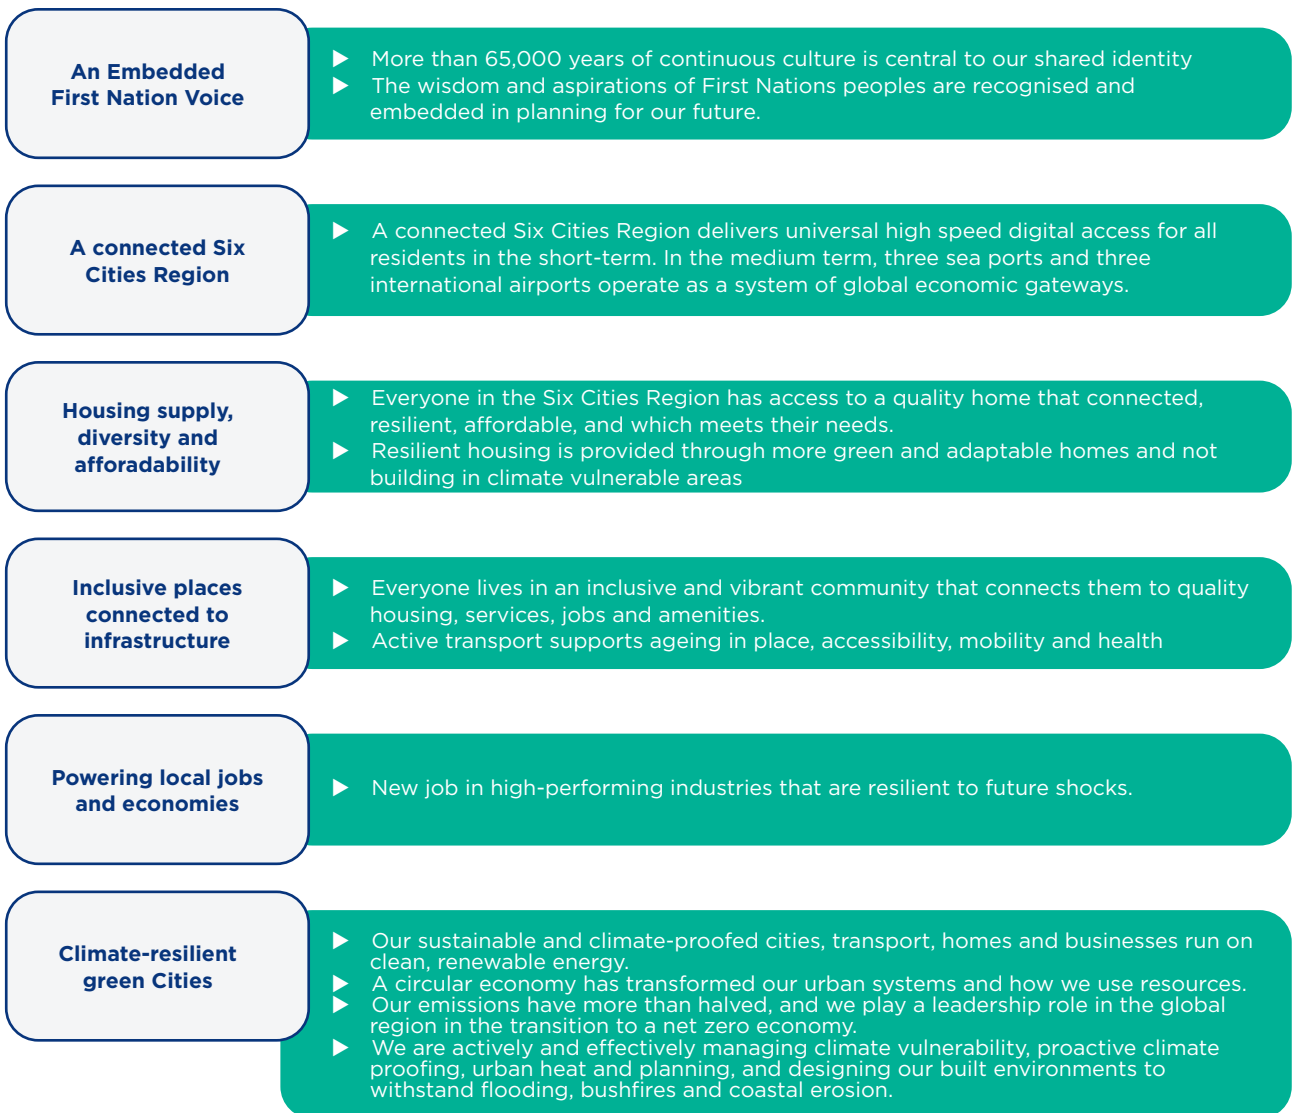 An Embedded
First Nation Voice
▶ More than 65,000 years of continuous culture is central to our shared identity
▶ The wisdom and aspirations of First Nations peoples are recognised and
embedded in planning for our future.
A connected Six
Cities Region
▶ A connected Six Cities Region delivers universal high speed digital access for all
residents in the short-term. In the medium term, three sea ports and three
international airports operate as a system of global economic gateways.
Housing supply,
diversity and
afforadability
▶ Everyone in the Six Cities Region has access to a quality home that connected,
resilient, affordable, and which meets their needs.
▶ Resilient housing is provided through more green and adaptable homes and not
building in climate vulnerable areas
Inclusive places
connected to
infrastructure
▶ Everyone lives in an inclusive and vibrant community that connects them to quality
housing, services, jobs and amenities.
▶ Active transport supports ageing in place, accessibility, mobility and health
Powering local jobs
and economies
▶ New job in high-performing industries that are resilient to future shocks.
Climate-resilient
green Cities
▶ Our sustainable and climate-proofed cities, transport, homes and businesses run on
clean, renewable energy.
▶ A circular economy has transformed our urban systems and how we use resources.
▶ Our emissions have more than halved, and we play a leadership role in the global
region in the transition to a net zero economy.
▶ We are actively and effectively managing climate vulnerability, proactive climate
proofing, urban heat and planning, and designing our built environments to
withstand flooding, bushfires and coastal erosion.